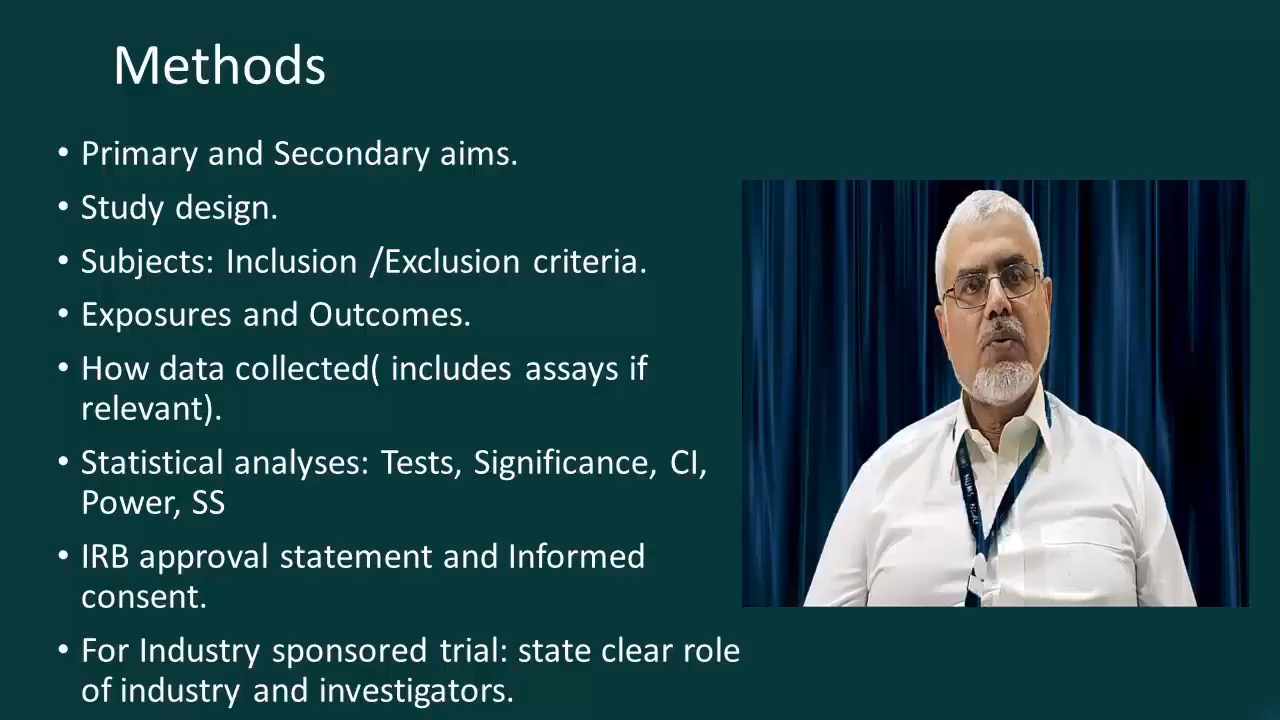 Methods
• Primary and Secondary aims.
• Study design.
• Subjects: Inclusion /Exclusion criteria.
• Exposures and Outcomes.
• How data collected( includes assays if
relevant).
• Statistical analyses: Tests, Significance, CI,
Power, SS
• IRB approval statement and Informed
consent.
• For Industry sponsored trial: state clear role
of industry and investigators.